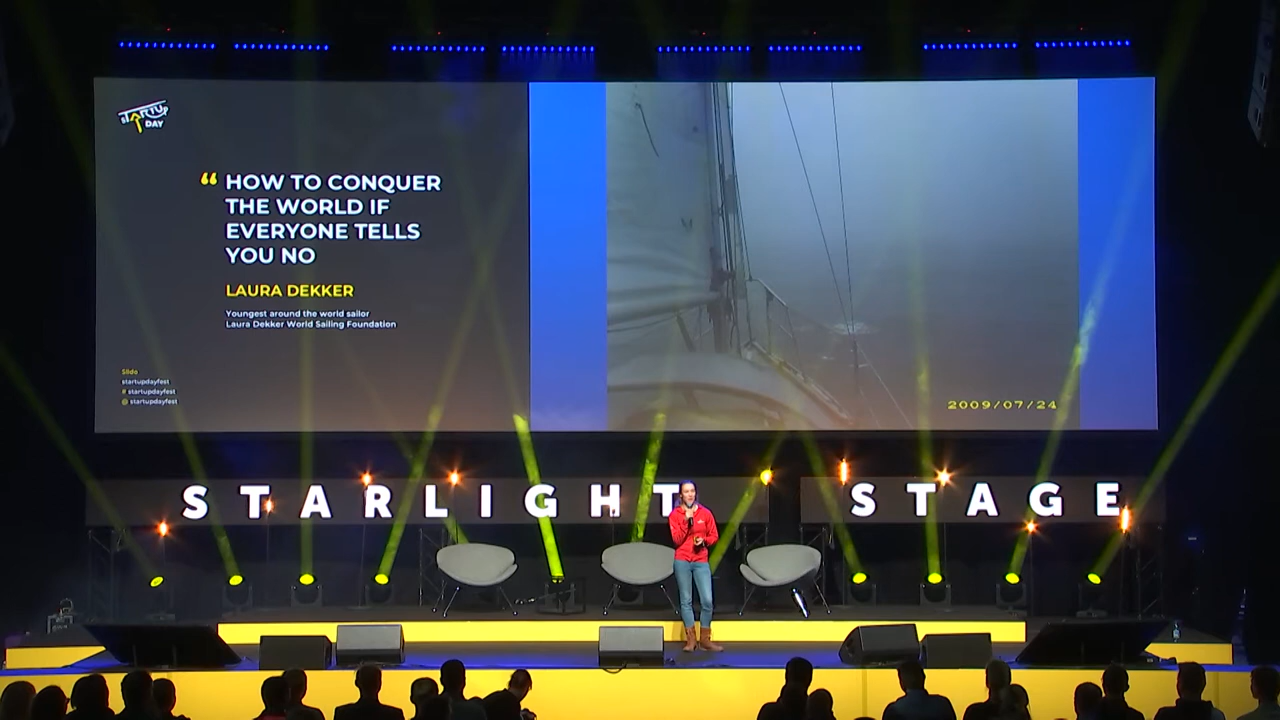 STARTUP
DAY
“ HOW TO CONQUER
THE WORLD IF
EVERYONE TELLS
YOU NO
LAURA DEKKER
Youngest around the world sailor
Laura Dekker World Sailing Foundation
Slido
startupdayfest
# startupdayfest
@ startupdayfest
2009/07/24
STARLIGHT STAGE